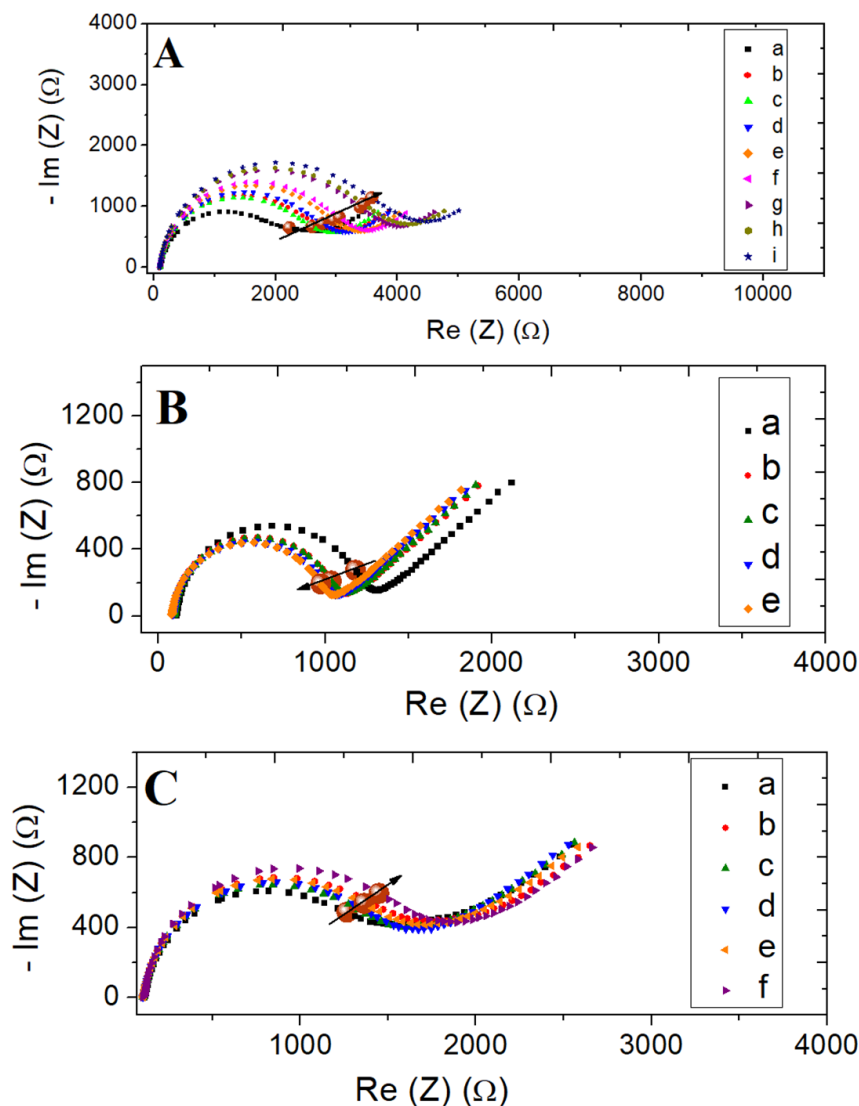 A
4000
3000
2000
1000
0
- Im (Z) (Ω)
0
2000
4000
6000
8000
10000
Re (Z) (Ω)
a
b
c
d
e
f
g
h
i
B
1200
800
400
0
- Im (Z) (Ω)
0
1000
2000
3000
4000
Re (Z) (Ω)
a
b
c
d
e
C
1200
800
400
0
- Im (Z) (Ω)
1000
2000
3000
4000
Re (Z) (Ω)
a
b
c
d
e
f